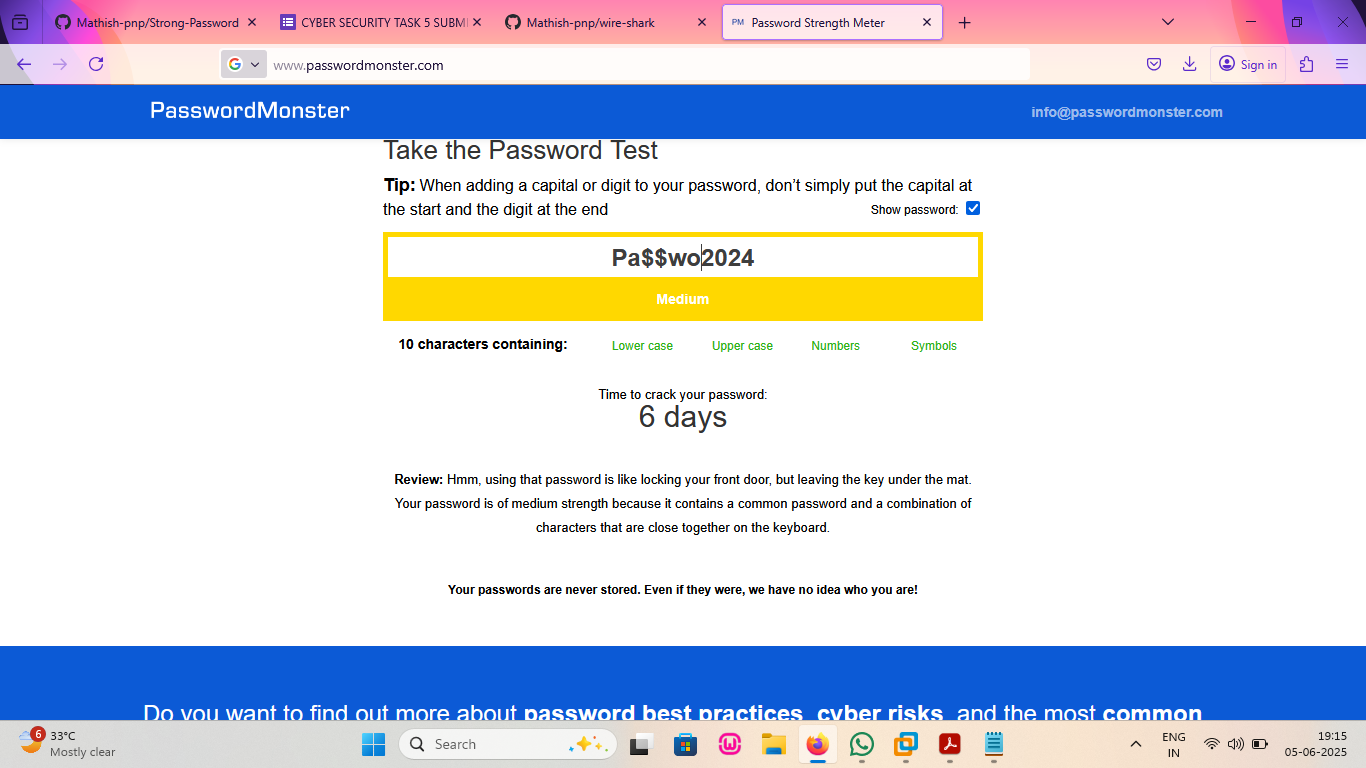 Mathish-pnp/Strong-Password
CYBER SECURITY TASK 5 SUBMI
Mathish-pnp/wire-shark
PM Password Strength Meter
www.passwordmonster.com
Sign in
PasswordMonster
info@passwordmonster.com
Take the Password Test
Tip: When adding a capital or digit to your password, don’t simply put the capital at
the start and the digit at the end
Show password:
Pa$$wo2024
Medium
10 characters containing:
Lower case
Upper case
Numbers
Symbols
Time to crack your password:
6 days
Review: Hmm, using that password is like locking your front door, but leaving the key under the mat.
Your password is of medium strength because it contains a common password and a combination of
characters that are close together on the keyboard.
Your passwords are never stored. Even if they were, we have no idea who you are!
Do you want to find out more about password best practices, cyber risks, and the most common
6
33°C
Mostly clear
Search
ENG
IN
19:15
05-06-2025